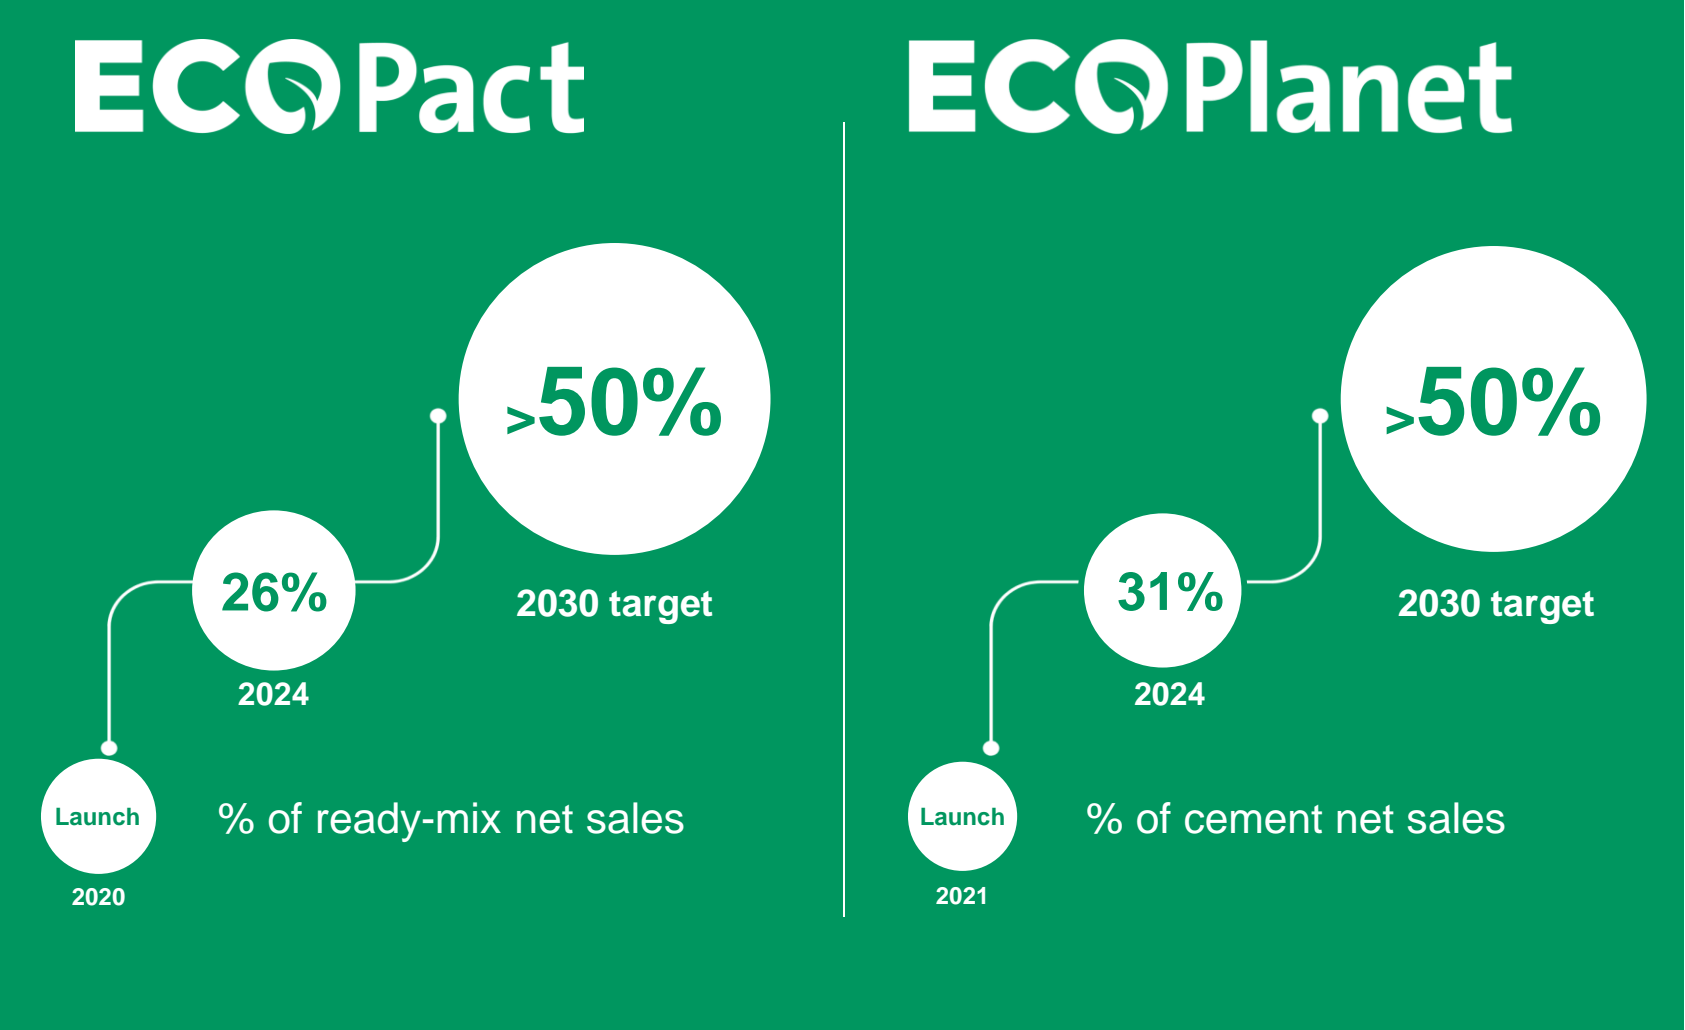 ECOPact
>50%
26%
2030 target
2024
Launch
% of ready-mix net sales
2020
ECOPlanet
>50%
31%
2030 target
2024
Launch
% of cement net sales
2021